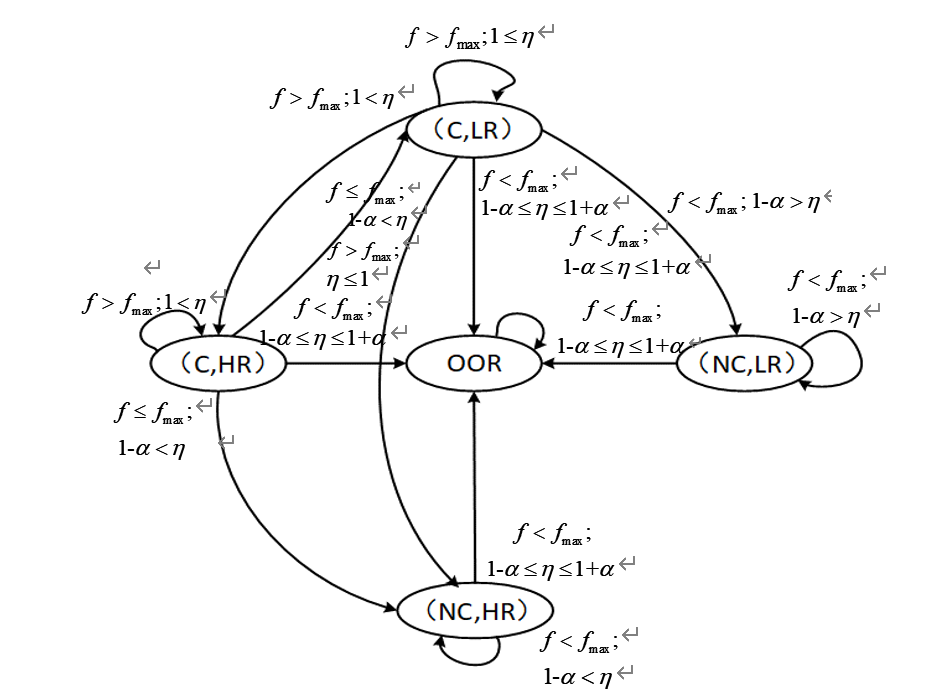 f > fmax;1 ≤ η↵
f > fmax;1 < η↵
（C,LR）
f ≤ fmax;↵
1-α < η↵
f < fmax;↵
1-α ≤ η ≤ 1+α↵
f < fmax; 1-α > η↵
f < fmax;↵
1-α ≤ η ≤ 1+α↵
f > fmax;↵
η ≤ 1↵
↵
f > fmax;1 < η↵
f < fmax;↵
1-α ≤ η ≤ 1+α↵
f < fmax;
1-α ≤ η ≤ 1+α↵
f < fmax;↵
1-α > η↵
（C,HR）
OOR
（NC,LR）
f ≤ fmax;↵
1-α < η↵
f < fmax;
1-α ≤ η ≤ 1+α↵
（NC,HR）
f < fmax;↵
1-α < η↵